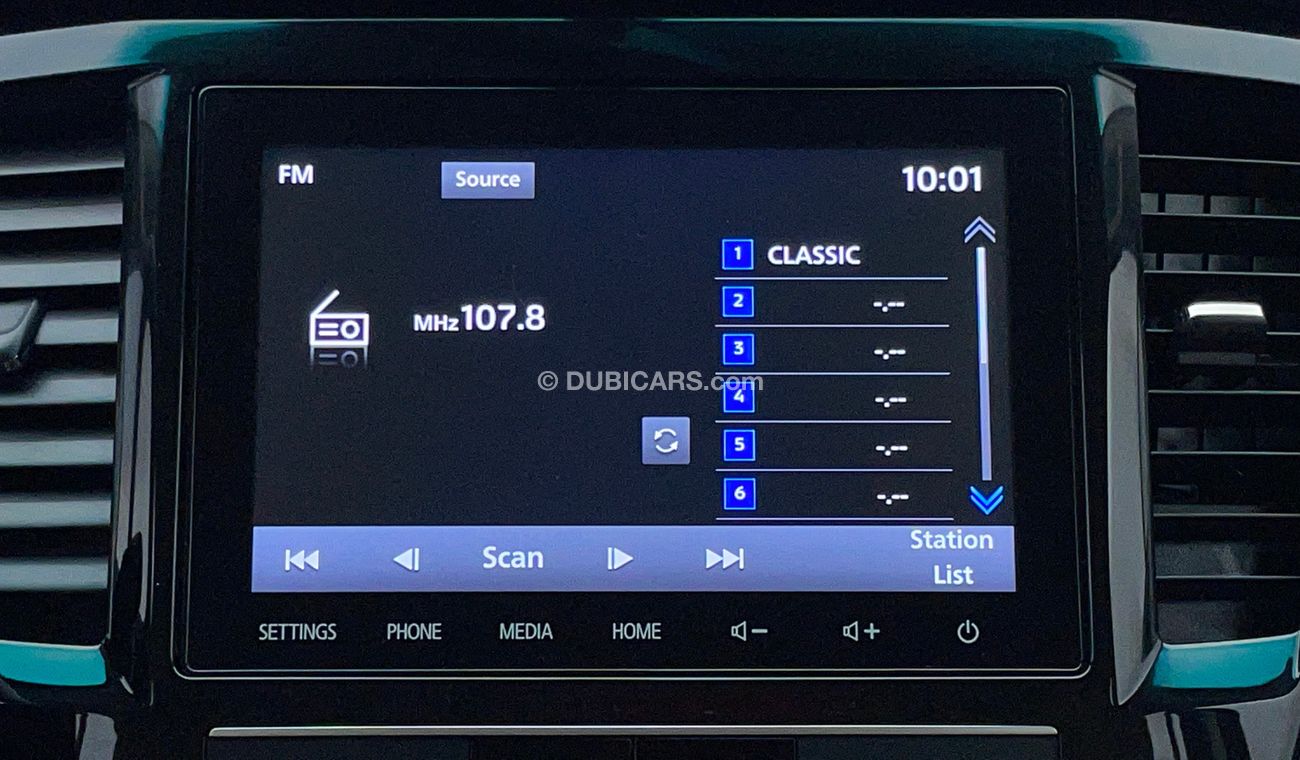 FM
Source
10:01
MHz 107.8
1 CLASSIC
2 -.--
3 -.--
4 -.--
5 -.--
6 -.--
© DUBICARS.com
Scan
Station
List
SETTINGS PHONE MEDIA HOME